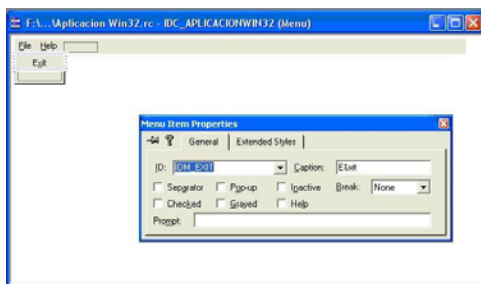 F:\...\Aplicacion Win32.rc - IDC_APLICACIONWIN32 (Menu)
File Help
Exit
Menu Item Properties
General Extended Styles
ID: IDM_EXIT Caption: E&xit
Separator Pop-up Inactive Break: None
Checked Grayed Help
Prompt: